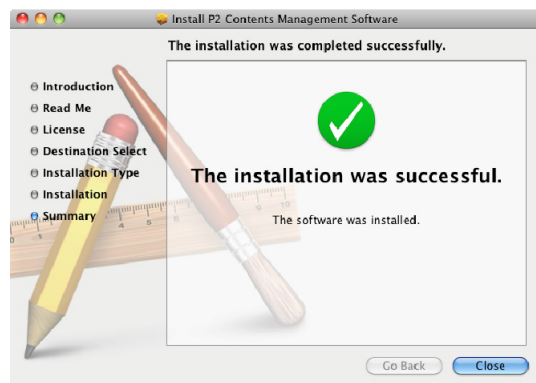 Install P2 Contents Management Software
The installation was completed successfully.
Introduction
Read Me
License
Destination Select
Installation Type
Installation
Summary
The installation was successful.
The software was installed.
Go Back
Close